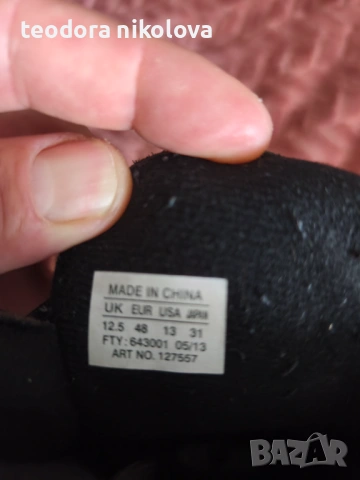 teodora nikolova
MADE IN CHINA
UK EUR USA JAPAN
12.5 48 13 31
FTY: 643001 05/13
ART NO. 127557
BAZAR
bg